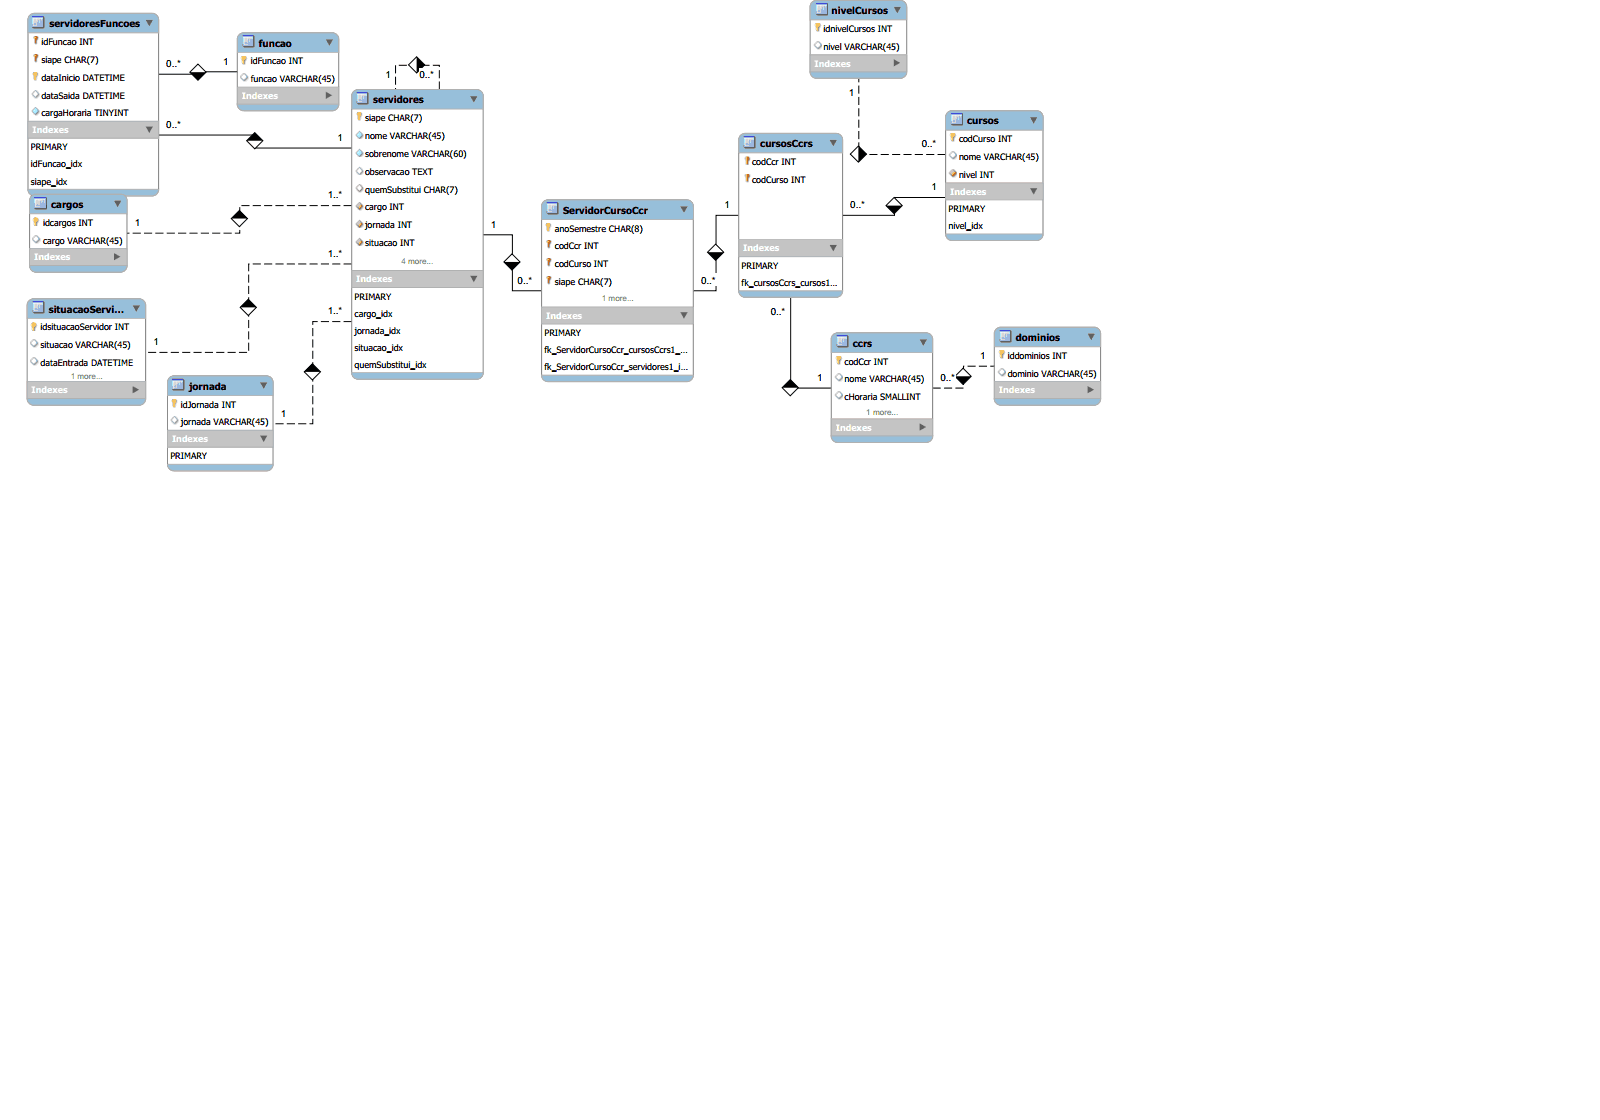 servidoresFuncoes
idFuncao INT
siape CHAR(7)
dataInicio DATETIME
dataSaida DATETIME
cargaHoraria TINYINT
Indexes
PRIMARY
idFuncao_idx
siape_idx
0..*
1
funcao
idFuncao INT
funcao VARCHAR(45)
Indexes
0..*
1
1
0..*
servidores
siape CHAR(7)
nome VARCHAR(45)
sobrenome VARCHAR(60)
observacao TEXT
quemSubstitui CHAR(7)
cargo INT
jornada INT
situacao INT
4 more...
Indexes
PRIMARY
cargo_idx
jornada_idx
situacao_idx
quemSubstitui_idx
cargos
idcargos INT
cargo VARCHAR(45)
Indexes
1
1..*
situacaoServi...
idsituacaoServidor INT
situacao VARCHAR(45)
dataEntrada DATETIME
1 more...
Indexes
1
1..*
jornada
idJornada INT
jornada VARCHAR(45)
Indexes
PRIMARY
1
1..*
1
0..*
ServidorCursoCcr
anoSemestre CHAR(8)
codCcr INT
codCurso INT
siape CHAR(7)
1 more...
Indexes
PRIMARY
fk_ServidorCursoCcr_cursosCcrs1_...
fk_ServidorCursoCcr_servidores1_i...
1
0..*
cursosCcrs
codCcr INT
codCurso INT
Indexes
PRIMARY
fk_cursosCcrs_cursos1...
0..*
1
0..*
1
nivelCursos
idnivelCursos INT
nivel VARCHAR(45)
Indexes
1
0..*
cursos
codCurso INT
nome VARCHAR(45)
nivel INT
Indexes
PRIMARY
nivel_idx
ccrs
codCcr INT
nome VARCHAR(45)
cHoraria SMALLINT
1 more...
Indexes
0..*
1
dominios
iddominios INT
dominio VARCHAR(45)
Indexes